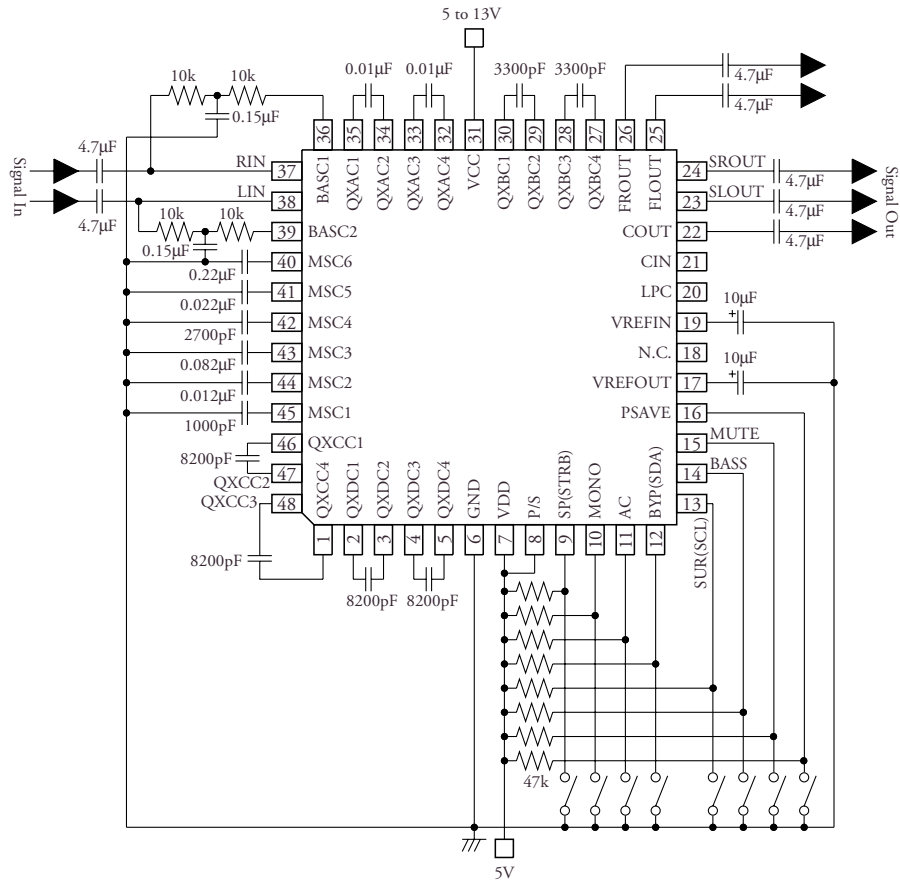 5 to 13V
10k 10k
0.01µF 0.01µF 3300pF 3300pF
4.7µF
4.7µF
0.15µF
36 35 34 33 32 31 30 29 28 27 26 25
BASC1 QXAC1 QXAC2 QXAC3 QXAC4 VCC QXBC1 QXBC2 QXBC3 QXBC4 FROUT FLOUT
Signal In
4.7µF
4.7µF
RIN 37
LIN 38
10k 10k
0.15µF
39 BASC2
40 MSC6
0.22µF
41 MSC5
0.022µF
42 MSC4
2700pF
43 MSC3
0.082µF
44 MSC2
0.012µF
45 MSC1
1000pF
46 QXCC1
8200pF
47
QXCC2
QXCC3 48
8200pF
24 SROUT
4.7µF
23 SLOUT
4.7µF
COUT 22
4.7µF
Signal Out
CIN 21
LPC 20
10µF
VREFIN 19
+
N.C. 18
10µF
VREFOUT 17
+
PSAVE 16
15 MUTE
14 BASS
13
SUR(SCL)
QXCC4 QXDC1 QXDC2 QXDC3 QXDC4 GND VDD P/S SP(STRB) MONO AC BYP(SDA)
1 2 3 4 5 6 7 8 9 10 11 12
8200pF 8200pF
47k
5V